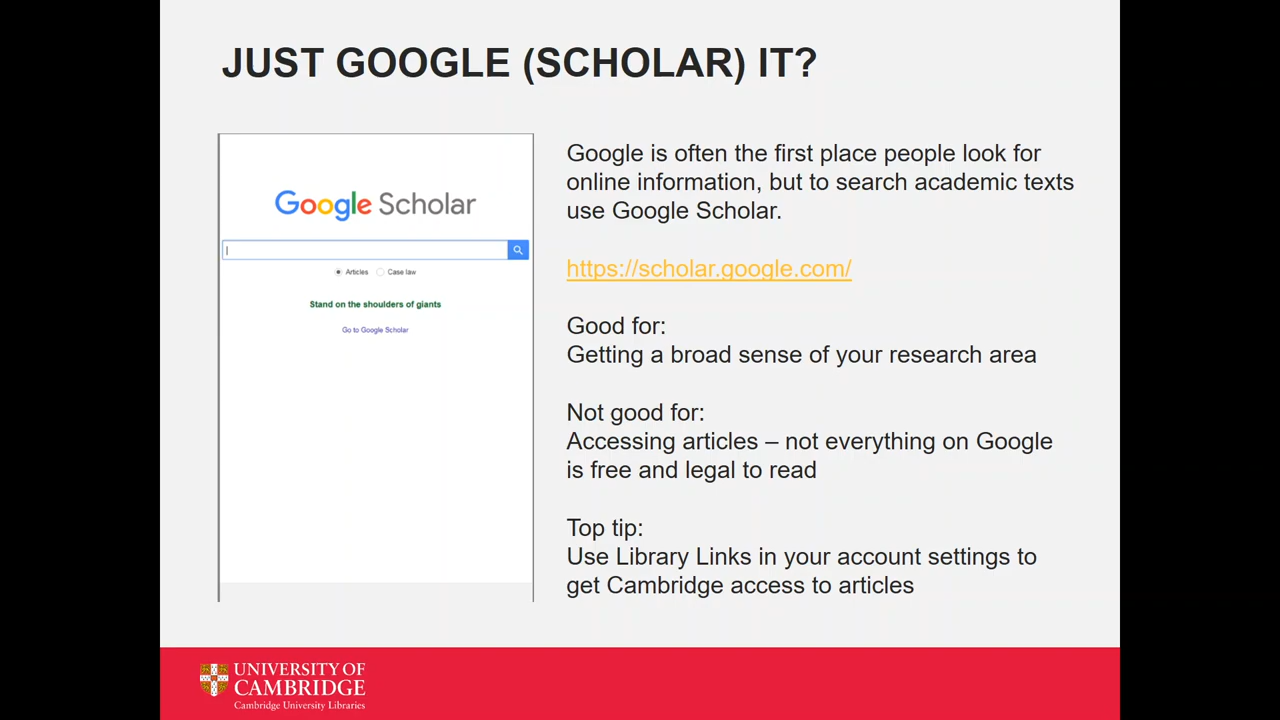 JUST GOOGLE (SCHOLAR) IT?
Google Scholar
Articles Case law
Stand on the shoulders of giants
Go to Google Scholar
Google is often the first place people look for
online information, but to search academic texts
use Google Scholar.
https://scholar.google.com/
Good for:
Getting a broad sense of your research area
Not good for:
Accessing articles – not everything on Google
is free and legal to read
Top tip:
Use Library Links in your account settings to
get Cambridge access to articles
UNIVERSITY OF
CAMBRIDGE
Cambridge University Libraries